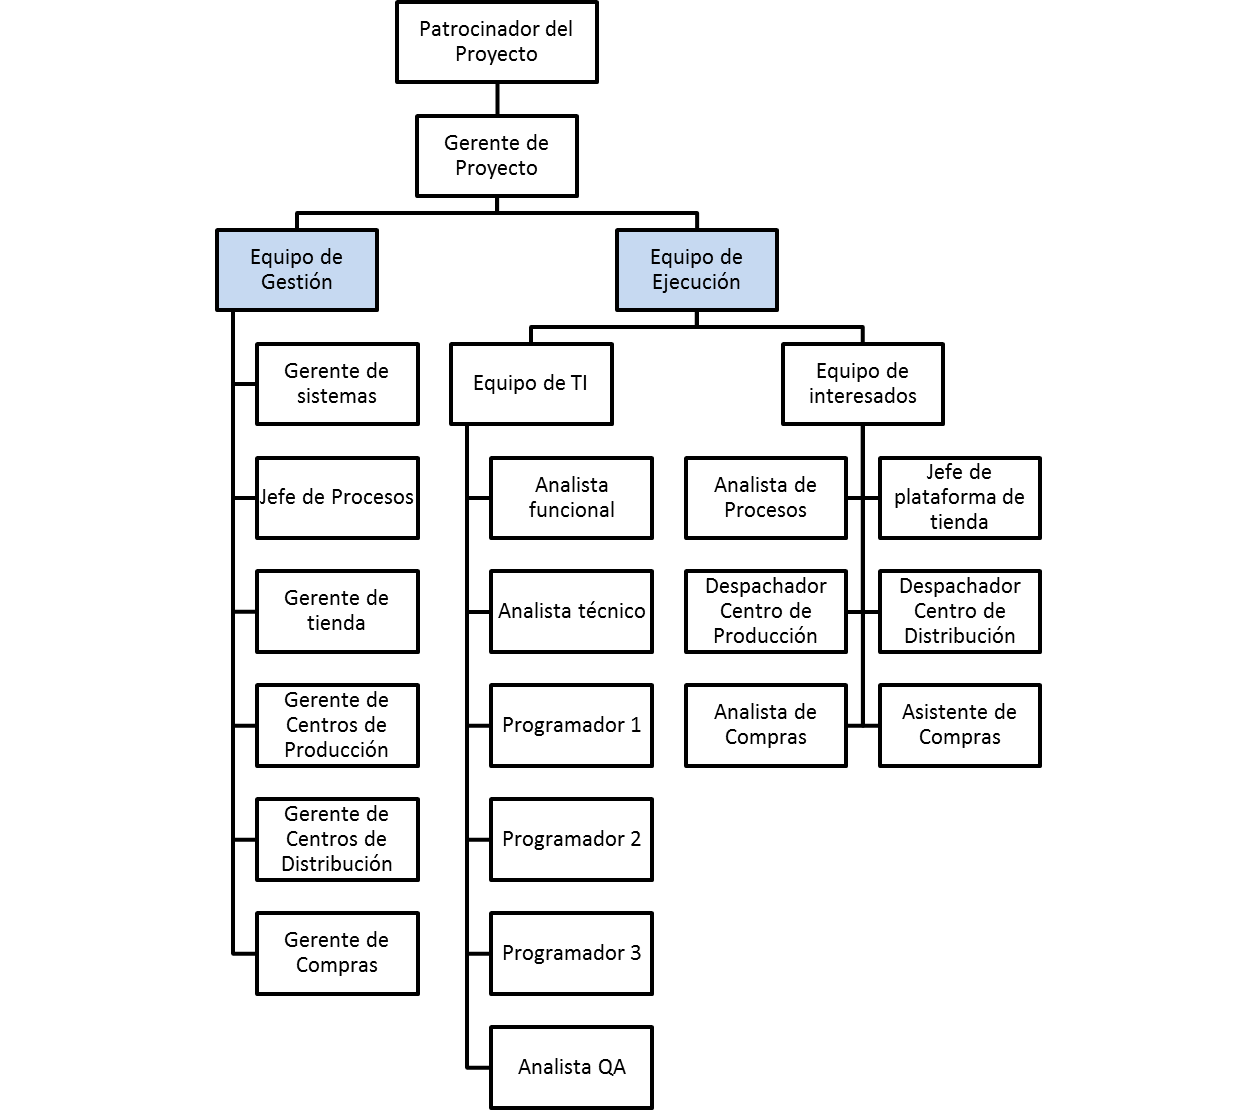 Patrocinador del
Proyecto
Gerente de
Proyecto
Equipo de
Gestión
Equipo de
Ejecución
Gerente de
sistemas
Jefe de Procesos
Gerente de
tienda
Gerente de
Centros de
Producción
Gerente de
Centros de
Distribución
Gerente de
Compras
Equipo de TI
Analista
funcional
Analista técnico
Programador 1
Programador 2
Programador 3
Analista QA
Equipo de
interesados
Analista de
Procesos
Jefe de
plataforma de
tienda
Despachador
Centro de
Producción
Despachador
Centro de
Distribución
Analista de
Compras
Asistente de
Compras